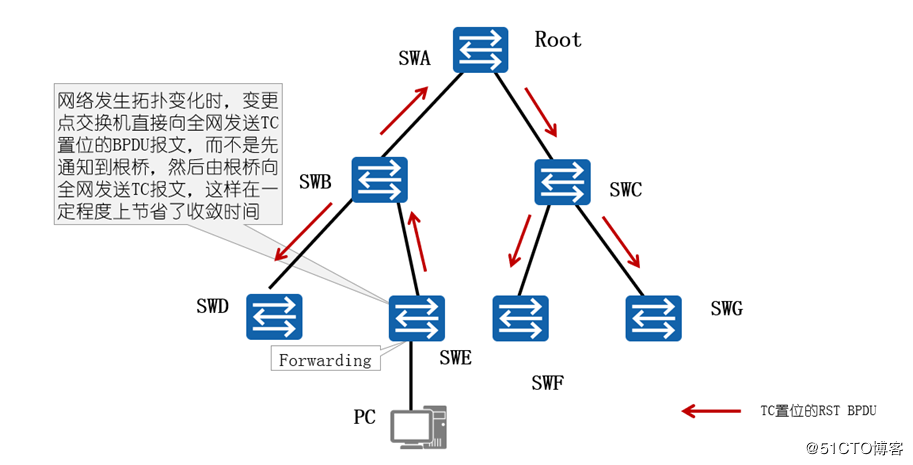 Root
SWA
网络发生拓扑变化时，变更
点交换机直接向全网发送TC
置位的BPDU报文，而不是先
通知到根桥，然后由根桥向
全网发送TC报文，这样在一
定程度上节省了收敛时间
SWB
SWC
SWD
SWE
SWG
Forwarding
SWF
PC
TC置位的RST BPDU
@51CTO博客